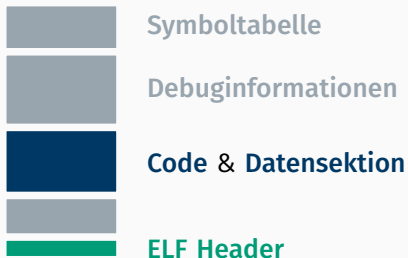 Symboltabelle
Debuginformationen
Code & Datensektion
ELF Header